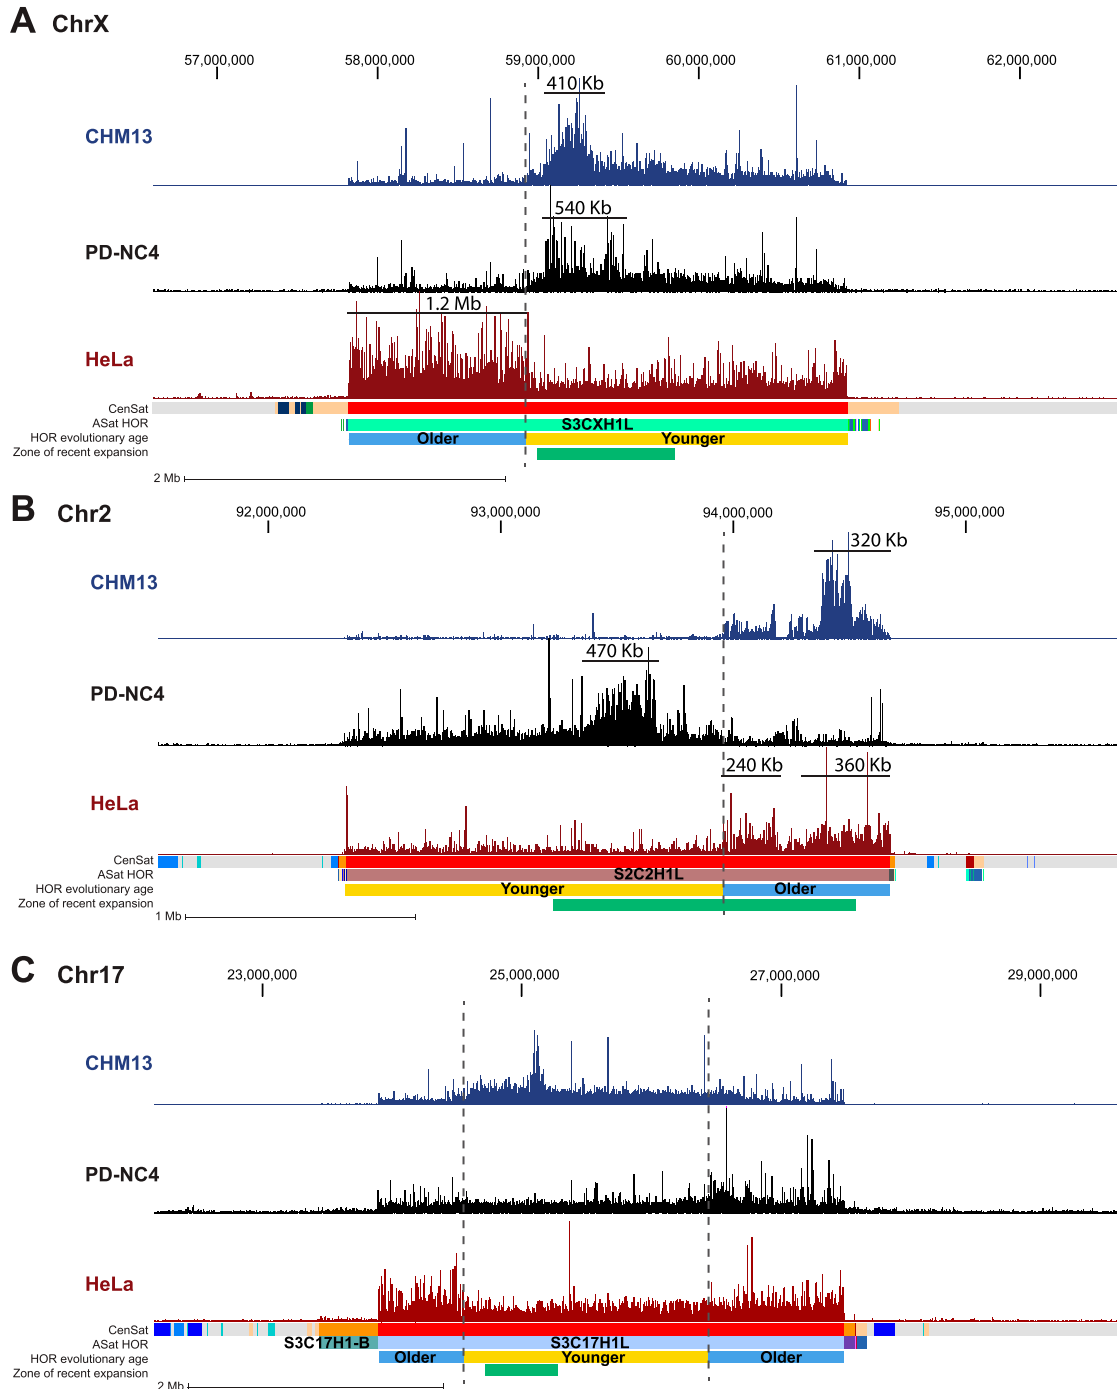 A ChrX
57,000,000 58,000,000 59,000,000 60,000,000 61,000,000 62,000,000
410 Kb
CHM13
540 Kb
PD-NC4
1.2 Mb
HeLa
CenSat
ASat HOR S3CXH1L
HOR evolutionary age Older Younger
Zone of recent expansion
2 Mb
B Chr2
92,000,000 93,000,000 94,000,000 95,000,000
320 Kb
CHM13
470 Kb
PD-NC4
240 Kb 360 Kb
HeLa
CenSat
ASat HOR S2C2H1L
HOR evolutionary age Younger Older
Zone of recent expansion
1 Mb
C Chr17
23,000,000 25,000,000 27,000,000 29,000,000
CHM13
PD-NC4
HeLa
CenSat
ASat HOR S3C17H1-B S3C17H1L
HOR evolutionary age Older Younger Older
Zone of recent expansion
2 Mb